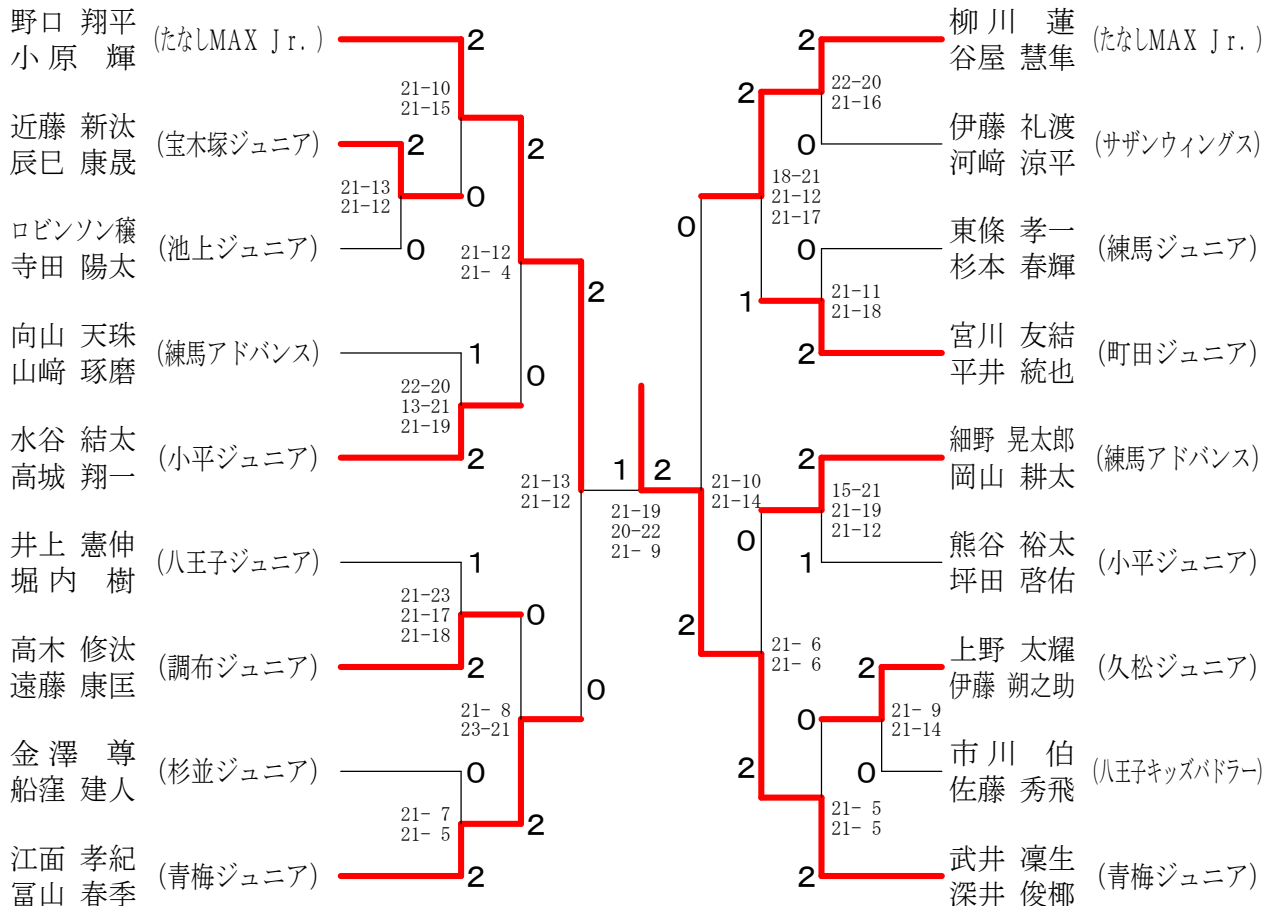 野口 翔平
小原 輝
(たなしMAX Jr.)
2
21-10
21-15
近藤 新汰
辰巳 康晟
(宝木塚ジュニア)
2
2
21-13
21-12
0
ロビンソン穣
寺田 陽太
(池上ジュニア)
0
21-12
21- 4
2
向山 天珠
山﨑 琢磨
(練馬アドバンス)
1
22-20
13-21
21-19
0
水谷 結太
高城 翔一
(小平ジュニア)
2
21-13
21-12
井上 憲伸
堀内 樹
(八王子ジュニア)
1
21-23
21-17
21-18
0
高木 修汰
遠藤 康匡
(調布ジュニア)
2
21- 8
23-21
0
金澤 尊
船窪 建人
(杉並ジュニア)
0
21- 7
21- 5
2
江面 孝紀
冨山 春季
(青梅ジュニア)
2
1
2
21-19
20-22
21- 9
柳川 蓮
谷屋 慧隼
(たなしMAX Jr.)
2
22-20
21-16
2
伊藤 礼渡
河﨑 涼平
(サザンウィングス)
0
18-21
21-12
21-17
0
東條 孝一
杉本 春輝
(練馬ジュニア)
0
21-11
21-18
1
宮川 友結
平井 統也
(町田ジュニア)
2
細野 晃太郎
岡山 耕太
(練馬アドバンス)
2
21-10
21-14
15-21
21-19
21-12
0
熊谷 裕太
坪田 啓佑
(小平ジュニア)
1
2
21- 6
21- 6
上野 太耀
伊藤 朔之助
(久松ジュニア)
2
21- 9
21-14
0
市川 伯
佐藤 秀飛
(八王子キッズバドラー)
0
2
21- 5
21- 5
武井 凜生
深井 俊梛
(青梅ジュニア)
2